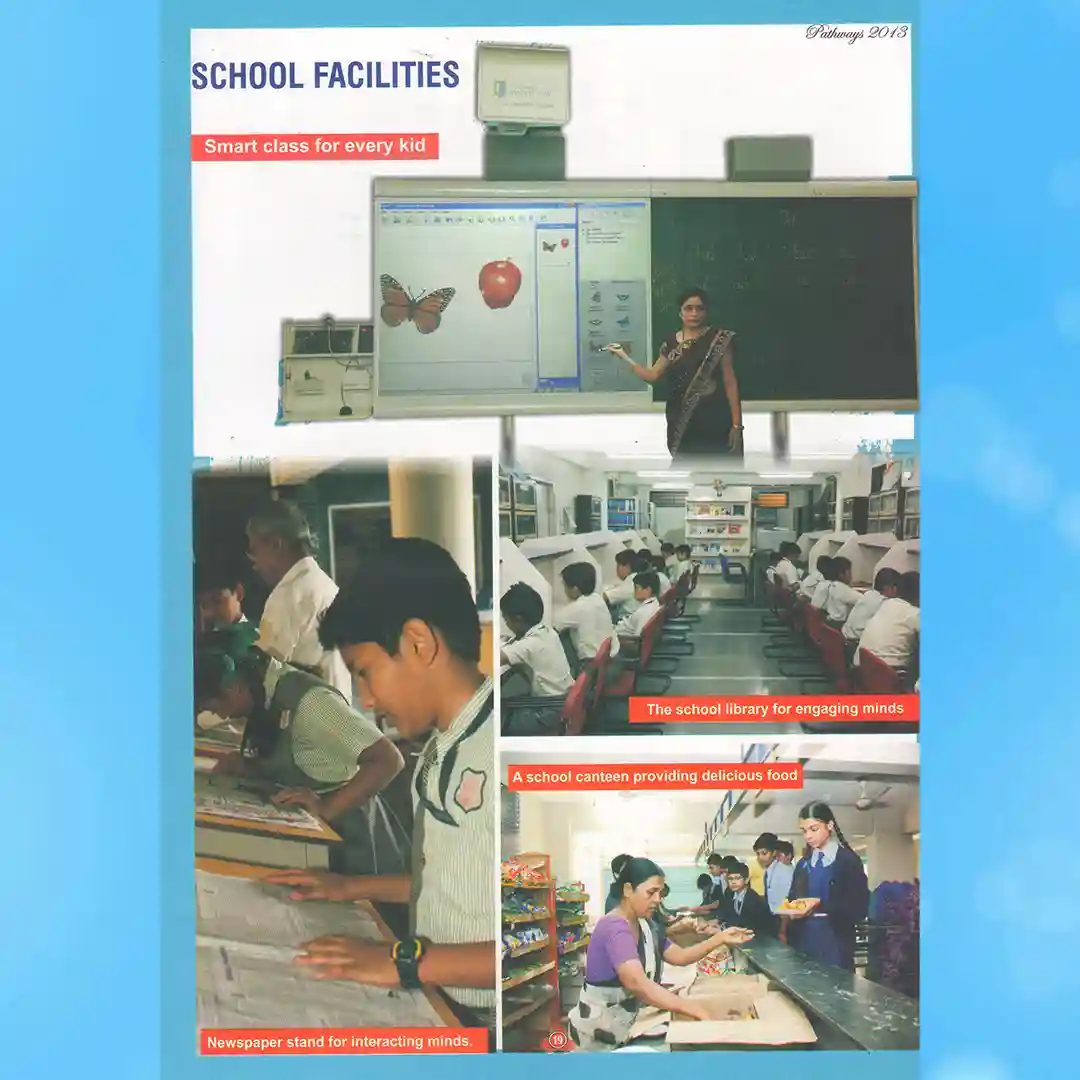 Pathways 2013
SCHOOL FACILITIES
Smart class for every kid
The school library for engaging minds
A school canteen providing delicious food
Newspaper stand for interacting minds.
19